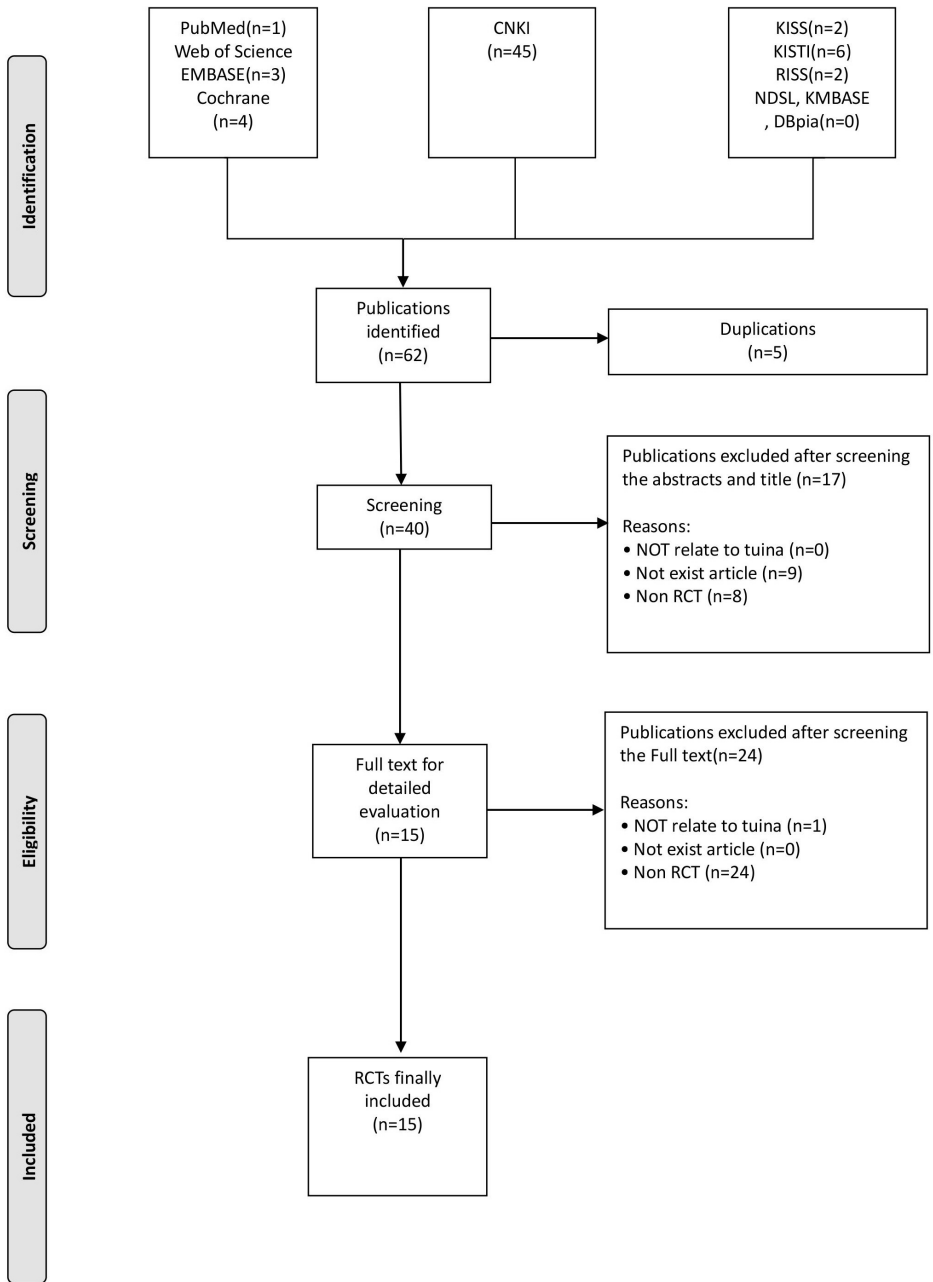 Identification
PubMed(n=1)
Web of Science
EMBASE(n=3)
Cochrane
(n=4)
CNKI
(n=45)
KISS(n=2)
KISTI(n=6)
RISS(n=2)
NDSL, KMBASE
, DBpia(n=0)
Publications
identified
(n=62)
Duplications
(n=5)
Screening
Screening
(n=40)
Publications excluded after screening
the abstracts and title (n=17)
Reasons:
• NOT relate to tuina (n=0)
• Not exist article (n=9)
• Non RCT (n=8)
Eligibility
Full text for
detailed
evaluation
(n=15)
Publications excluded after screening
the Full text(n=24)
Reasons:
• NOT relate to tuina (n=1)
• Not exist article (n=0)
• Non RCT (n=24)
Included
RCTs finally
included
(n=15)